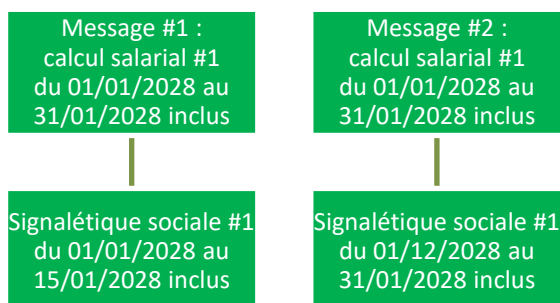 Message #1 :
calcul salarial #1
du 01/01/2028 au
31/01/2028 inclus
Message #2 :
calcul salarial #1
du 01/01/2028 au
31/01/2028 inclus
Signalétique sociale #1
du 01/01/2028 au
15/01/2028 inclus
Signalétique sociale #1
du 01/12/2028 au
31/01/2028 inclus